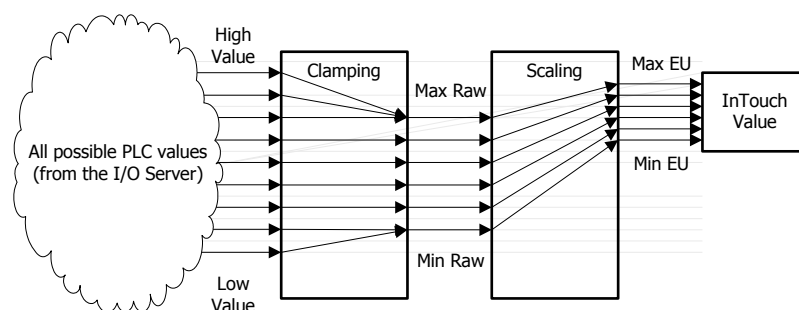 High
Value
Clamping
Scaling
Max EU
Max Raw
InTouch
Value
All possible PLC values
(from the I/O Server)
Min EU
Min Raw
Low
Value